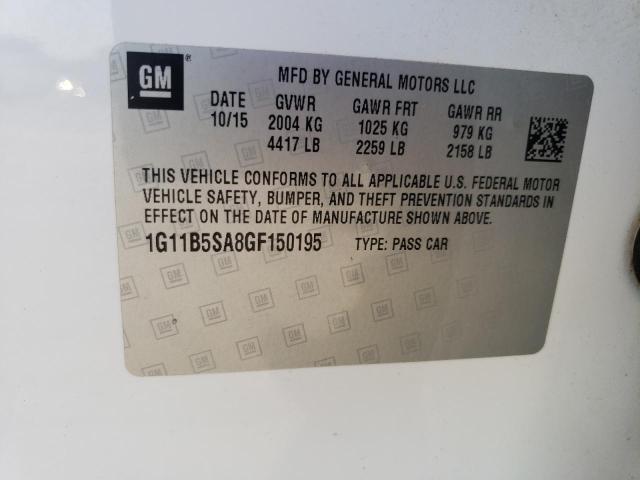 GM ®
MFD BY GENERAL MOTORS LLC
DATE GVWR GAWR FRT GAWR RR
10/15 2004 KG 1025 KG 979 KG
4417 LB 2259 LB 2158 LB
THIS VEHICLE CONFORMS TO ALL APPLICABLE U.S. FEDERAL MOTOR
VEHICLE SAFETY, BUMPER, AND THEFT PREVENTION STANDARDS IN
EFFECT ON THE DATE OF MANUFACTURE SHOWN ABOVE.
1G11B5SA8GF150195 TYPE: PASS CAR